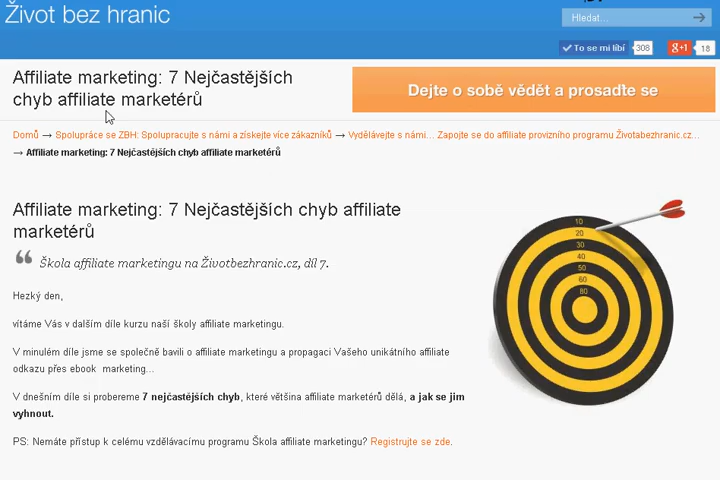 Život bez hranic
Hledat...
To se mi líbí 308
g+1 18
Affiliate marketing: 7 Nejčastějších
chyb affiliate marketérů
Dejte o sobě vědět a prosaďte se
Domů → Spolupráce se ZBH: Spolupracujte s námi a získejte více zákazníků → Vydělávejte s námi... Zapojte se do affiliate provizního programu Životabezhranic.cz...
→ Affiliate marketing: 7 Nejčastějších chyb affiliate marketérů
Affiliate marketing: 7 Nejčastějších chyb affiliate
marketérů
Škola affiliate marketingu na Životbezhranic.cz, díl 7.
Hezký den,
vítáme Vás v dalším díle kurzu naší školy affiliate marketingu.
V minulém díle jsme se společně bavili o affiliate marketingu a propagaci Vašeho unikátního affiliate
odkazu přes ebook marketing...
V dnešním díle si probereme 7 nejčastějších chyb, které většina affiliate marketérů dělá, a jak se jim
vyhnout.
PS: Nemáte přístup k celému vzdělávacímu programu Škola affiliate marketingu? Registrujte se zde.
10
20
30
40
50
60
80